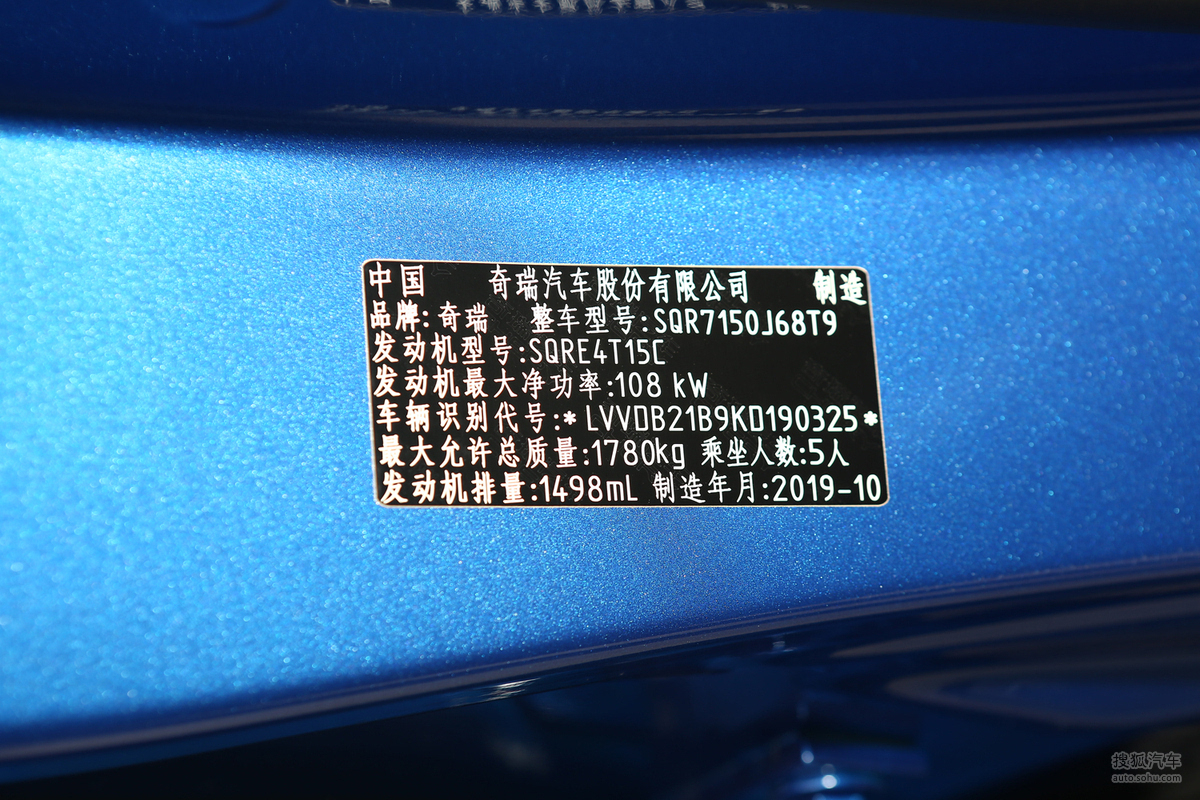 中国 奇瑞汽车股份有限公司 制造
品牌:奇瑞 整车型号:SQR7150J68T9
发动机型号:SQRE4T15C
发动机最大净功率:108 kW
车辆识别代号:*LVVDB21B9KD190325*
最大允许总质量:1780kg 乘坐人数:5人
发动机排量:1498mL 制造年月:2019-10
搜狐汽车
auto.sohu.com